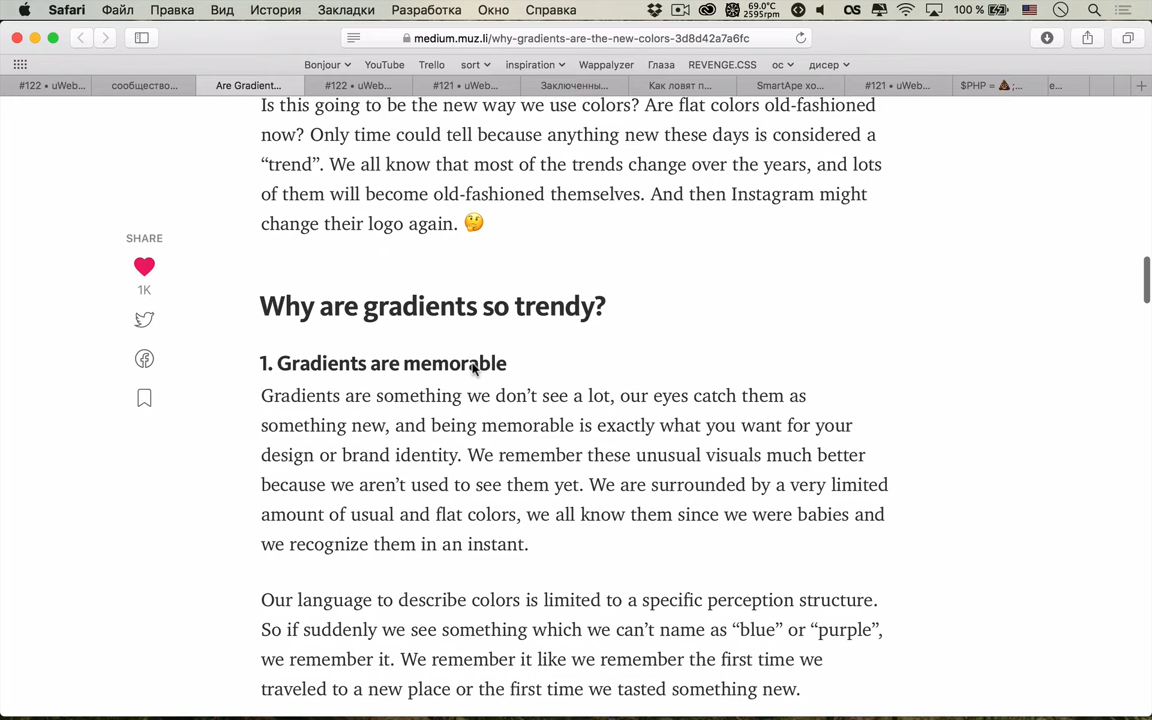 Safari Файл Правка Вид История Закладки Разработка Окно Справка 69.0°C 2595rpm 100 %
medium.muz.li/why-gradients-are-the-new-colors-3d8d42a7a6fc
Bonjour YouTube Trello sort inspiration Wappalyzer Глаза REVENGE.CSS ос дисер
#122 • uWeb... сообщество... Are Gradient... #122 • uWeb... #121 • uWeb... Заключенны... Как ловят п... SmartApe хо... #121 • uWeb... $PHP = 💩 ;... е...
Is this going to be the new way we use colors? Are flat colors old-fashioned
now? Only time could tell because anything new these days is considered a
“trend”. We all know that most of the trends change over the years, and lots
of them will become old-fashioned themselves. And then Instagram might
change their logo again. 🤔
SHARE
1K
Why are gradients so trendy?
1. Gradients are memorable
Gradients are something we don’t see a lot, our eyes catch them as
something new, and being memorable is exactly what you want for your
design or brand identity. We remember these unusual visuals much better
because we aren’t used to see them yet. We are surrounded by a very limited
amount of usual and flat colors, we all know them since we were babies and
we recognize them in an instant.
Our language to describe colors is limited to a specific perception structure.
So if suddenly we see something which we can’t name as “blue” or “purple”,
we remember it. We remember it like we remember the first time we
traveled to a new place or the first time we tasted something new.